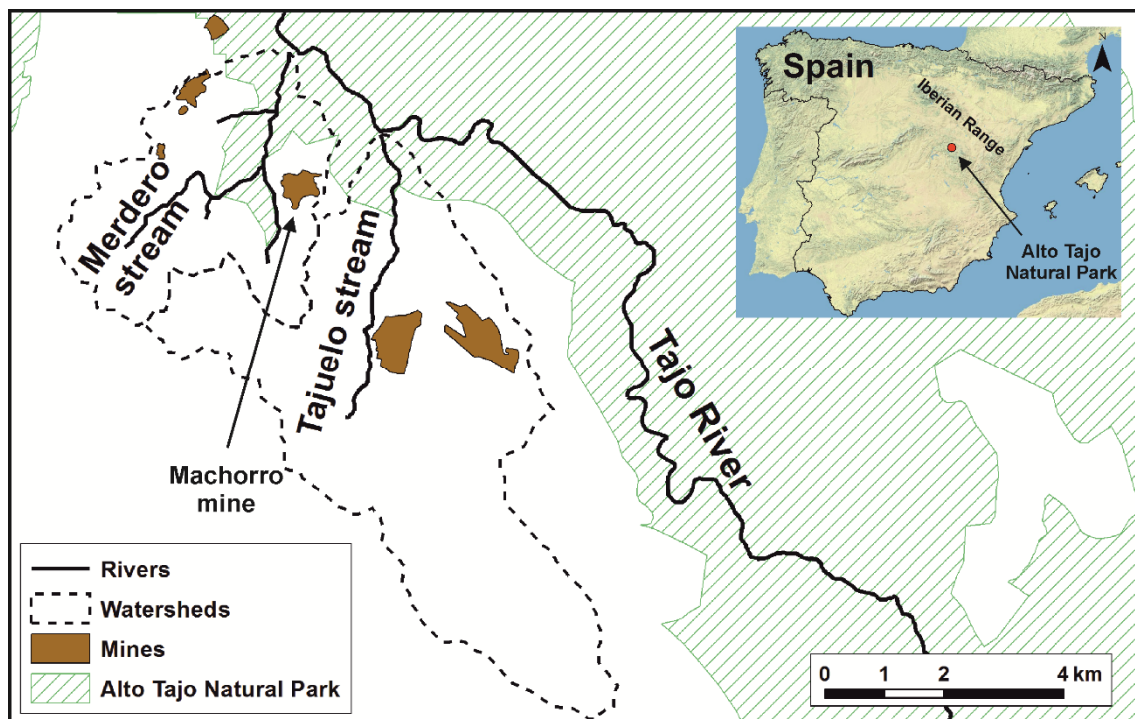 Spain
N
Iberian Range
Alto Tajo
Natural Park
Merdero
stream
Tajuelo stream
Tajo River
Machorro
mine
Rivers
Watersheds
Mines
Alto Tajo Natural Park
0 1 2 4 km